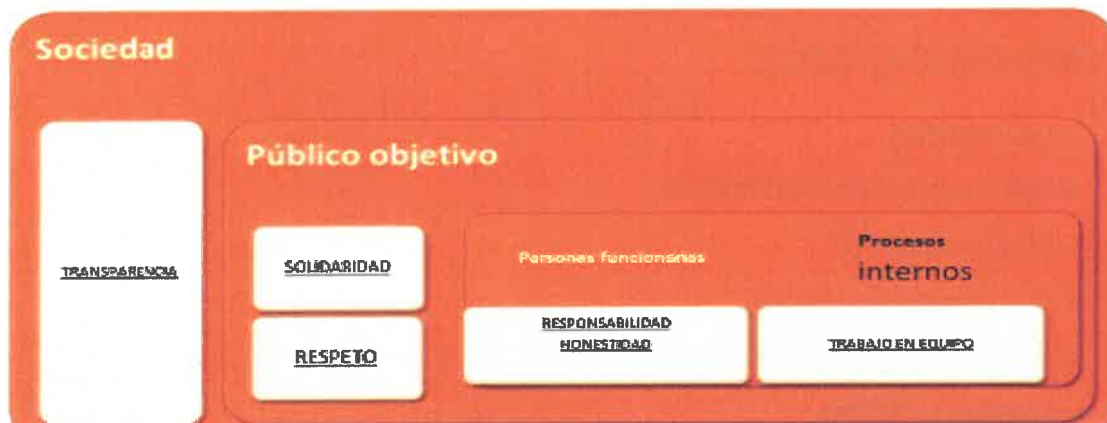 Sociedad
Público objetivo
TRANSPARENCIA
SOLIDARIDAD
RESPETO
Personas funcionarias
Procesos
internos
RESPONSABILIDAD
HONESTIDAD
TRABAJO EN EQUIPO